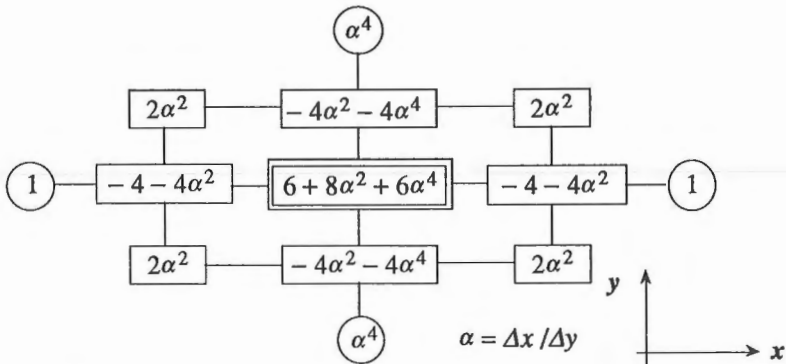 α⁴
2α² − 4α² − 4α⁴ 2α²
1 − 4 − 4α² 6 + 8α² + 6α⁴ − 4 − 4α² 1
2α² − 4α² − 4α⁴ 2α²
α⁴ α = Δx /Δy y
x